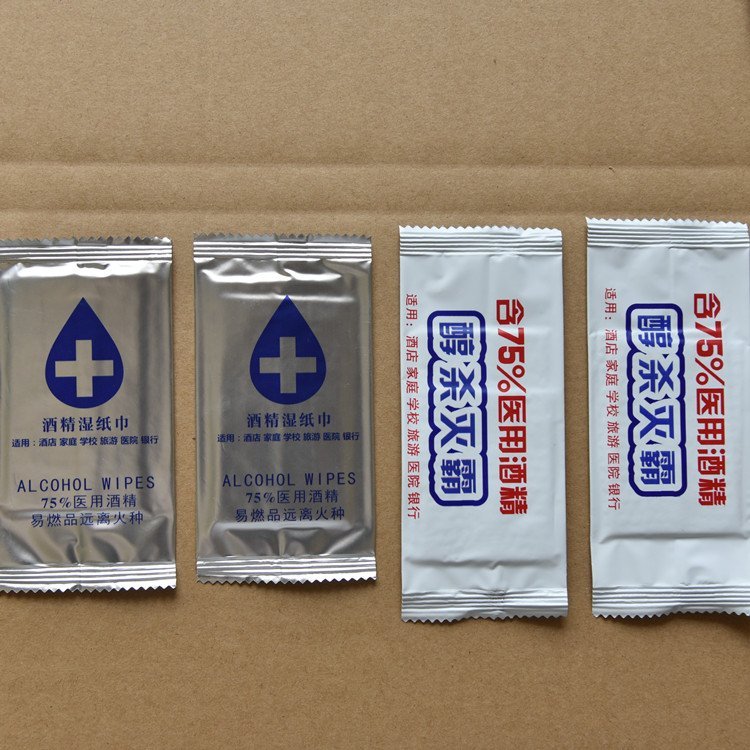 酒精湿纸巾
适用：酒店 家庭 学校 旅游 医院 银行
ALCOHOL WIPES
75%医用酒精
易燃品远离火种
酒精湿纸巾
适用：酒店 家庭 学校 旅游 医院 银行
ALCOHOL WIPES
75%医用酒精
易燃品远离火种
含75%医用酒精
醇杀灭霸
适用：酒店 家庭 学校 旅游 医院 银行
含75%医用酒精
醇杀灭霸
适用：酒店 家庭 学校 旅游 医院 银行